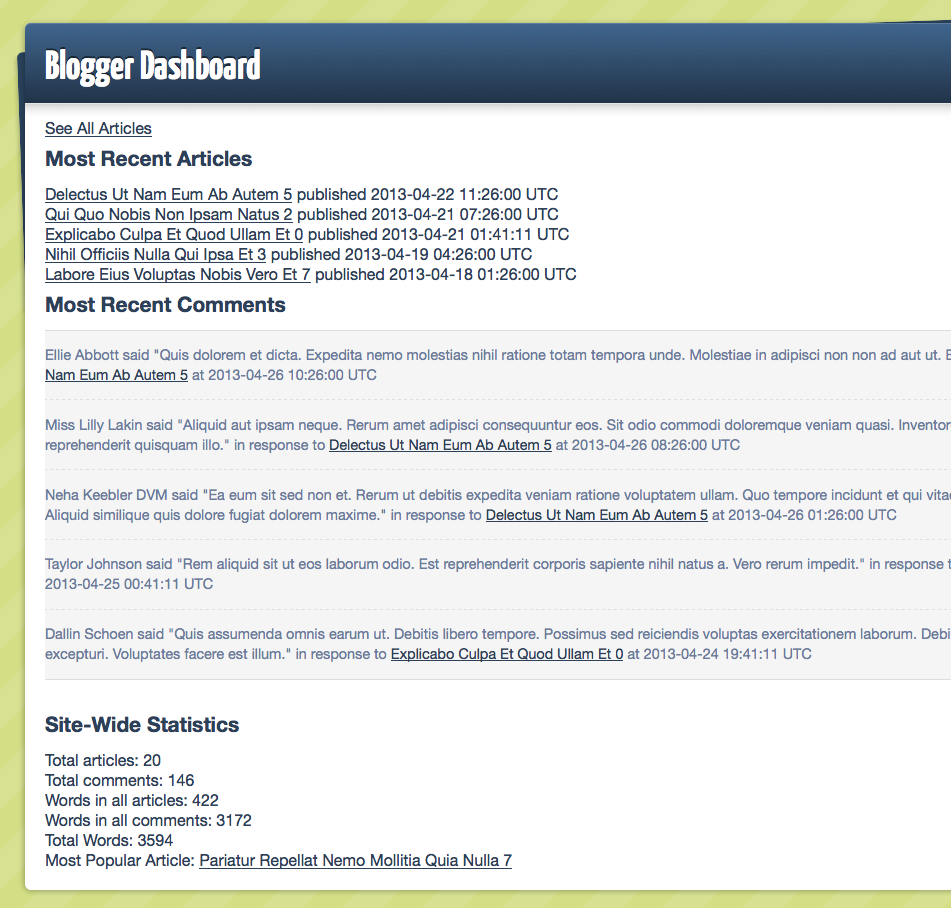 Blogger Dashboard
See All Articles
Most Recent Articles
Delectus Ut Nam Eum Ab Autem 5 published 2013-04-22 11:26:00 UTC
Qui Quo Nobis Non Ipsam Natus 2 published 2013-04-21 07:26:00 UTC
Explicabo Culpa Et Quod Ullam Et 0 published 2013-04-21 01:41:11 UTC
Nihil Officiis Nulla Qui Ipsa Et 3 published 2013-04-19 04:26:00 UTC
Labore Eius Voluptas Nobis Vero Et 7 published 2013-04-18 01:26:00 UTC
Most Recent Comments
Ellie Abbott said "Quis dolorem et dicta. Expedita nemo molestias nihil ratione totam tempora unde. Molestiae in adipisci non non ad aut ut.
Nam Eum Ab Autem 5 at 2013-04-26 10:26:00 UTC
Miss Lilly Lakin said "Aliquid aut ipsam neque. Rerum amet adipisci consequuntur eos. Sit odio commodi doloremque veniam quasi. Inventor
reprehenderit quisquam illo." in response to Delectus Ut Nam Eum Ab Autem 5 at 2013-04-26 08:26:00 UTC
Neha Keebler DVM said "Ea eum sit sed non et. Rerum ut debitis expedita veniam ratione voluptatem ullam. Quo tempore incidunt et qui vita
Aliquid similique quis dolore fugiat dolorem maxime." in response to Delectus Ut Nam Eum Ab Autem 5 at 2013-04-26 01:26:00 UTC
Taylor Johnson said "Rem aliquid sit ut eos laborum odio. Est reprehenderit corporis sapiente nihil natus a. Vero rerum impedit." in response t
2013-04-25 00:41:11 UTC
Dallin Schoen said "Quis assumenda omnis earum ut. Debitis libero tempore. Possimus sed reiciendis voluptas exercitationem laborum. Debi
excepturi. Voluptates facere est illum." in response to Explicabo Culpa Et Quod Ullam Et 0 at 2013-04-24 19:41:11 UTC
Site-Wide Statistics
Total articles: 20
Total comments: 146
Words in all articles: 422
Words in all comments: 3172
Total Words: 3594
Most Popular Article: Pariatur Repellat Nemo Mollitia Quia Nulla 7